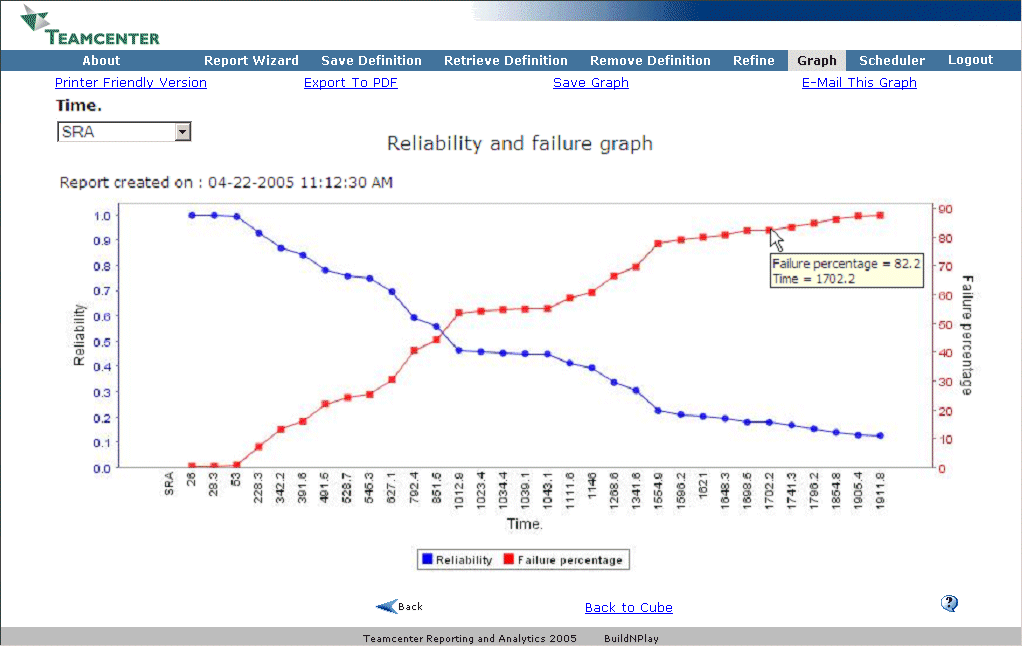 TEAMCENTER
About Report Wizard Save Definition Retrieve Definition Remove Definition Refine Graph Scheduler Logout
Printer Friendly Version Export To PDF Save Graph E-Mail This Graph
Time.
SRA
Reliability and failure graph
Report created on : 04-22-2005 11:12:30 AM
1.0
0.9
0.8
0.7
0.6
0.5
0.4
0.3
0.2
0.1
0.0
Reliability
90
80
70
60
50
40
30
20
10
0
Failure percentage
Failure percentage = 82.2
Time = 1702.2
SRA 26 29.3 53 228.3 342.2 391.6 491.5 528.7 545.3 627.1 792.4 851.5 1012.9 1023.4 1034.4 1039.1 1043.1 1111.6 1146 1268.6 1341.6 1554.9 1596.2 1621 1648.3 1698.5 1702.2 1741.3 1796.2 1854.8 1905.4 1911.8
Time.
Reliability Failure percentage
Back Back to Cube ?
Teamcenter Reporting and Analytics 2005 BuildNPlay